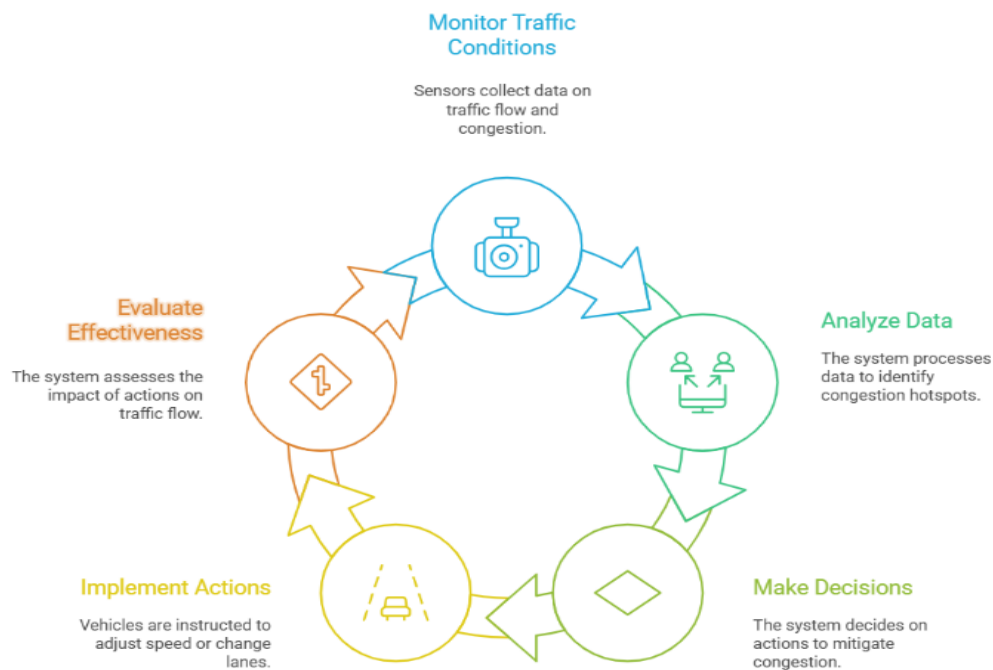 Monitor Traffic
Conditions
Sensors collect data on
traffic flow and
congestion.
Analyze Data
The system processes
data to identify
congestion hotspots.
Make Decisions
The system decides on
actions to mitigate
congestion.
Implement Actions
Vehicles are instructed to
adjust speed or change
lanes.
Evaluate
Effectiveness
The system assesses the
impact of actions on
traffic flow.